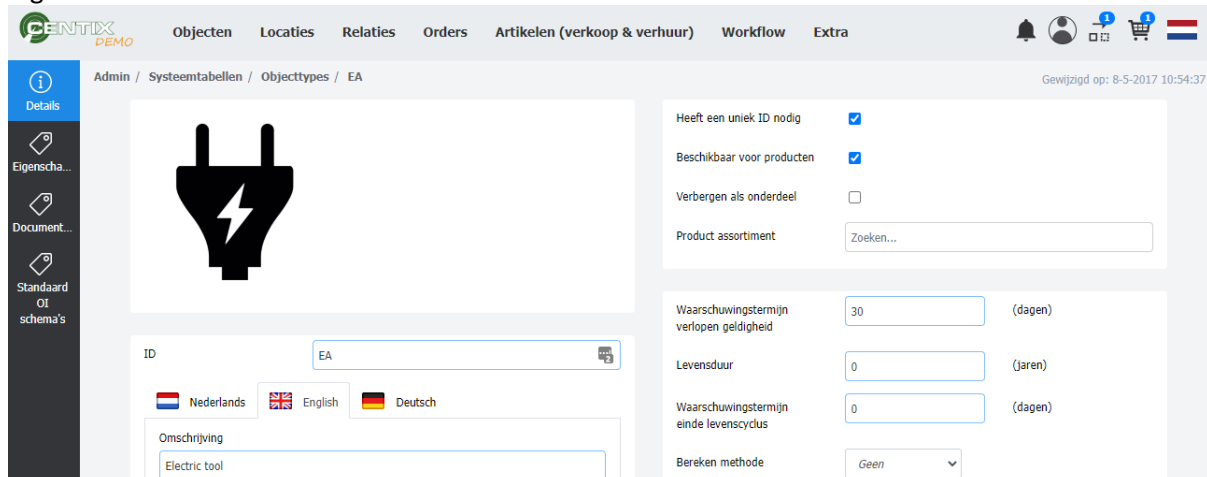 CENTIX
DEMO
Objecten Locaties Relaties Orders Artikelen (verkoop & verhuur) Workflow Extra
1 1
Admin / Systeemtabellen / Objecttypes / EA
Gewijzigd op: 8-5-2017 10:54:37
Details
Eigenscha...
Document...
Standaard
OI
schema's
ID
EA
Nederlands English Deutsch
Omschrijving
Electric tool
Heeft een uniek ID nodig
Beschikbaar voor producten
Verbergen als onderdeel
Product assortiment
Zoeken...
Waarschuwingstermijn
verlopen geldigheid
30 (dagen)
Levensduur
0 (jaren)
Waarschuwingstermijn
einde levenscyclus
0 (dagen)
Bereken methode
Geen